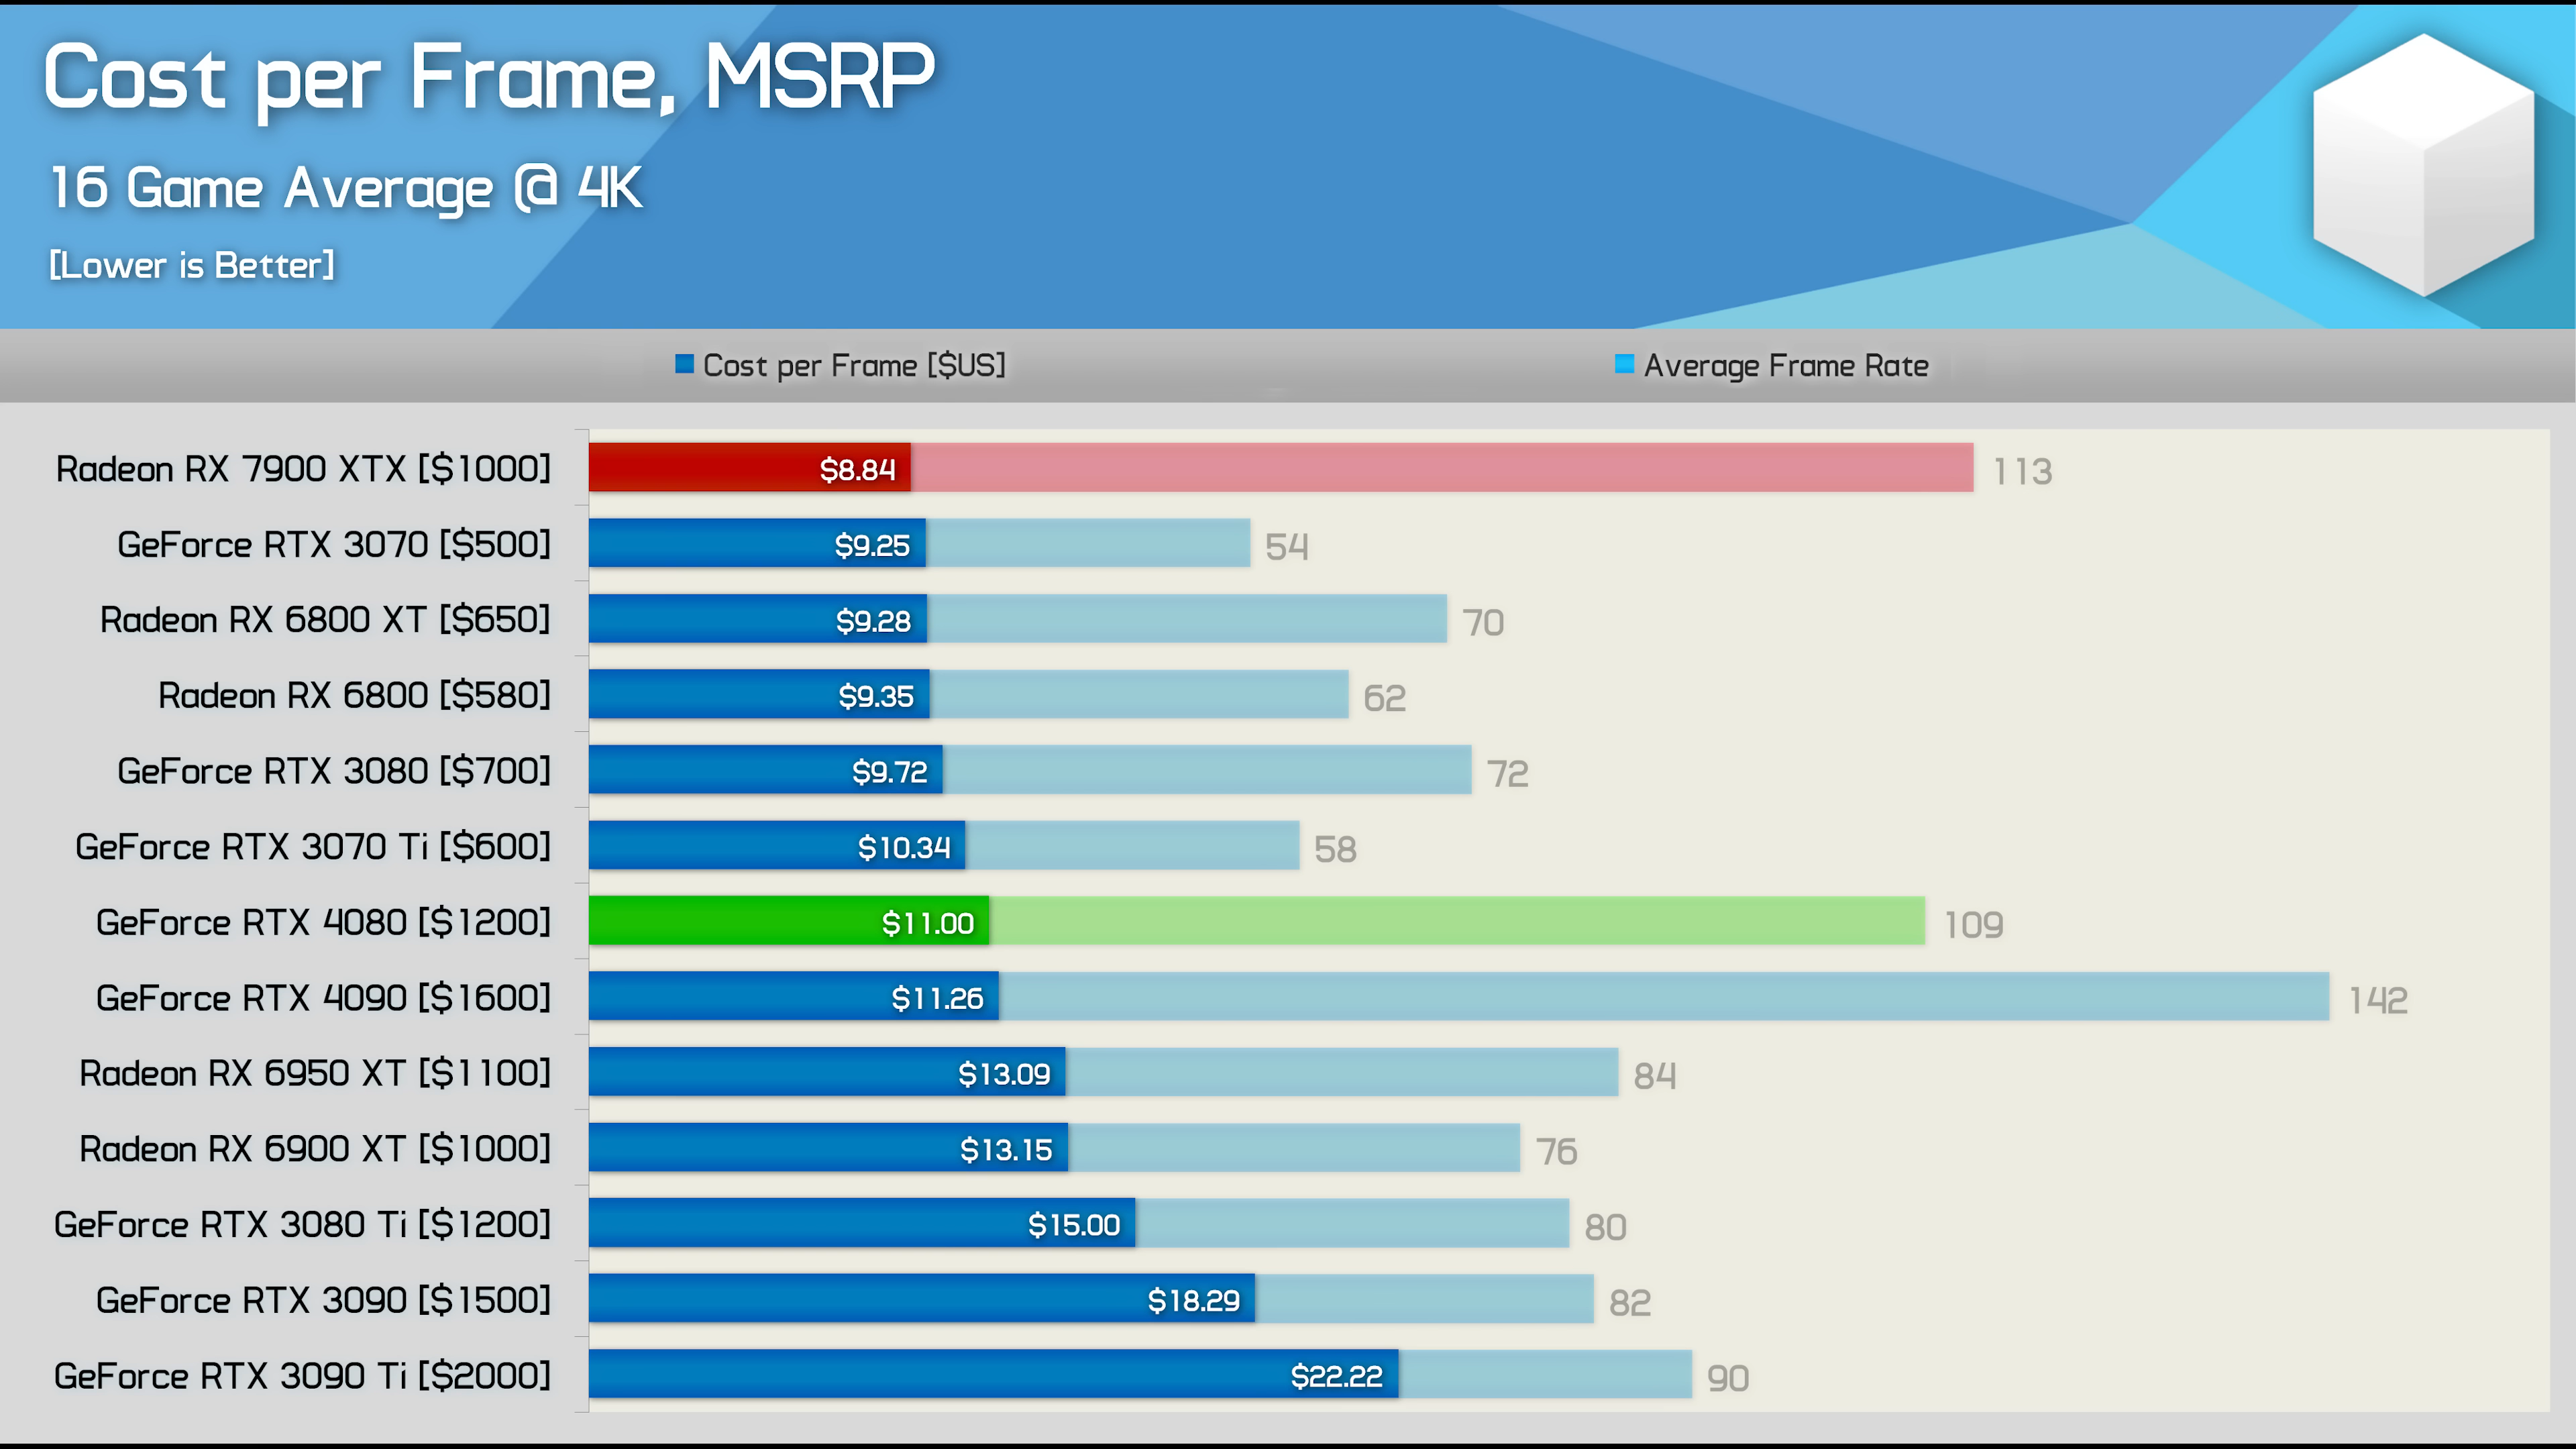 Cost per Frame, MSRP
16 Game Average @ 4K
[Lower is Better]
Cost per Frame [$US] Average Frame Rate
Radeon RX 7900 XTX [$1000] $8.84 113
GeForce RTX 3070 [$500] $9.25 54
Radeon RX 6800 XT [$650] $9.28 70
Radeon RX 6800 [$580] $9.35 62
GeForce RTX 3080 [$700] $9.72 72
GeForce RTX 3070 Ti [$600] $10.34 58
GeForce RTX 4080 [$1200] $11.00 109
GeForce RTX 4090 [$1600] $11.26 142
Radeon RX 6950 XT [$1100] $13.09 84
Radeon RX 6900 XT [$1000] $13.15 76
GeForce RTX 3080 Ti [$1200] $15.00 80
GeForce RTX 3090 [$1500] $18.29 82
GeForce RTX 3090 Ti [$2000] $22.22 90